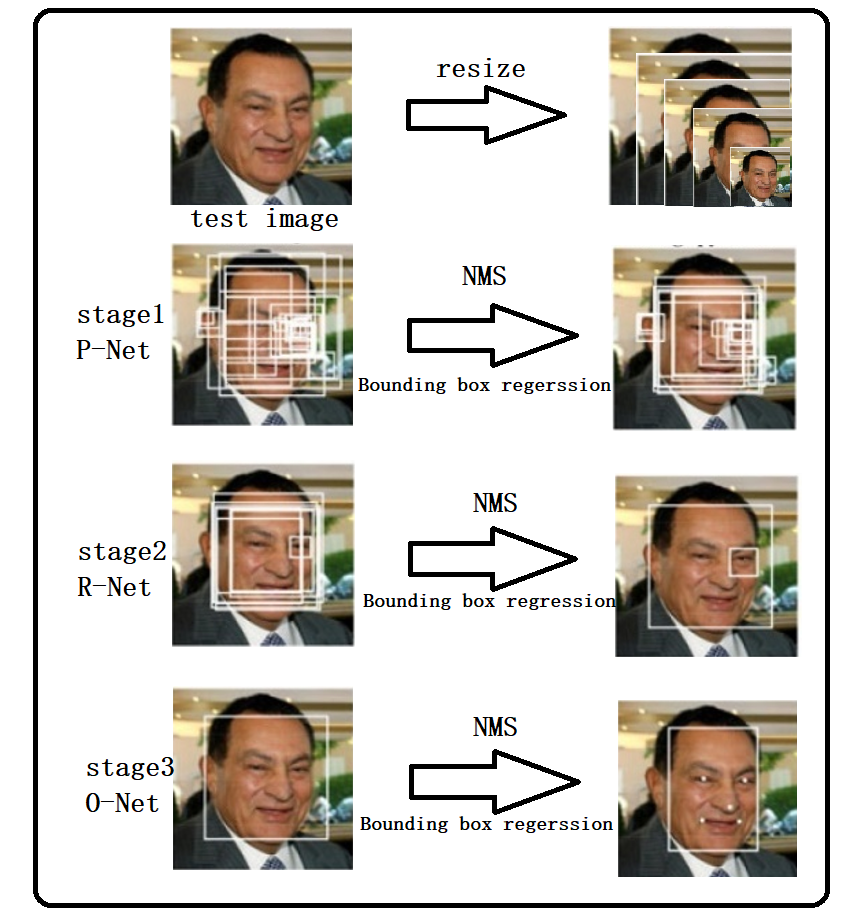 resize
test image
stage1
P-Net
NMS
Bounding box regerssion
stage2
R-Net
NMS
Bounding box regression
stage3
O-Net
NMS
Bounding box regerssion